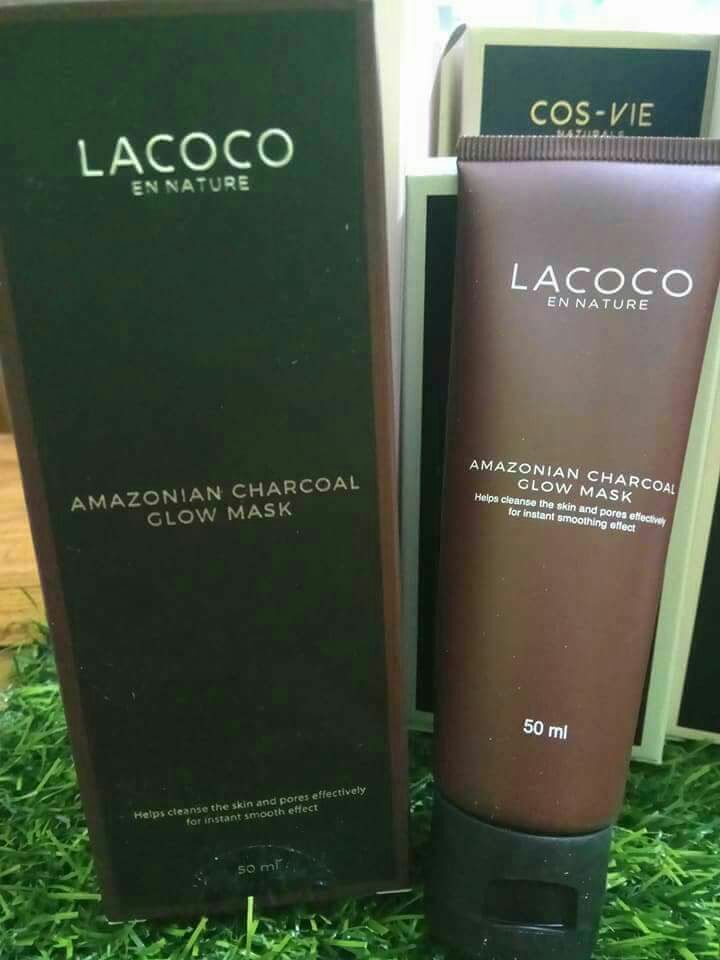 LACOCO
EN NATURE
AMAZONIAN CHARCOAL
GLOW MASK
Helps cleanse the skin and pores effectively
for instant smooth effect
50 ml
COS-VIE
NATURALE
LACOCO
EN NATURE
AMAZONIAN CHARCOAL
GLOW MASK
Helps cleanse the skin and pores effectively
for instant smoothing effect
50 ml